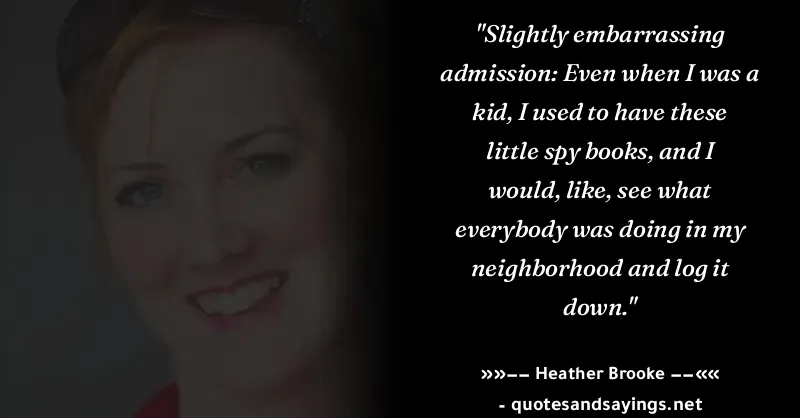 "Slightly embarrassing
admission: Even when I was a
kid, I used to have these
little spy books, and I
would, like, see what
everybody was doing in my
neighborhood and log it
down."
»»–– Heather Brooke ––««
- quotesandsayings.net